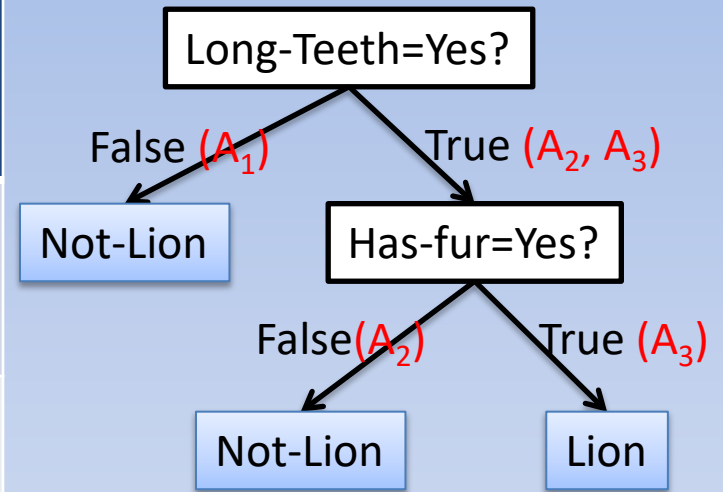 Long-Teeth=Yes?
False (A₁)
True (A₂, A₃)
Not-Lion
Has-fur=Yes?
False(A₂)
True (A₃)
Not-Lion
Lion